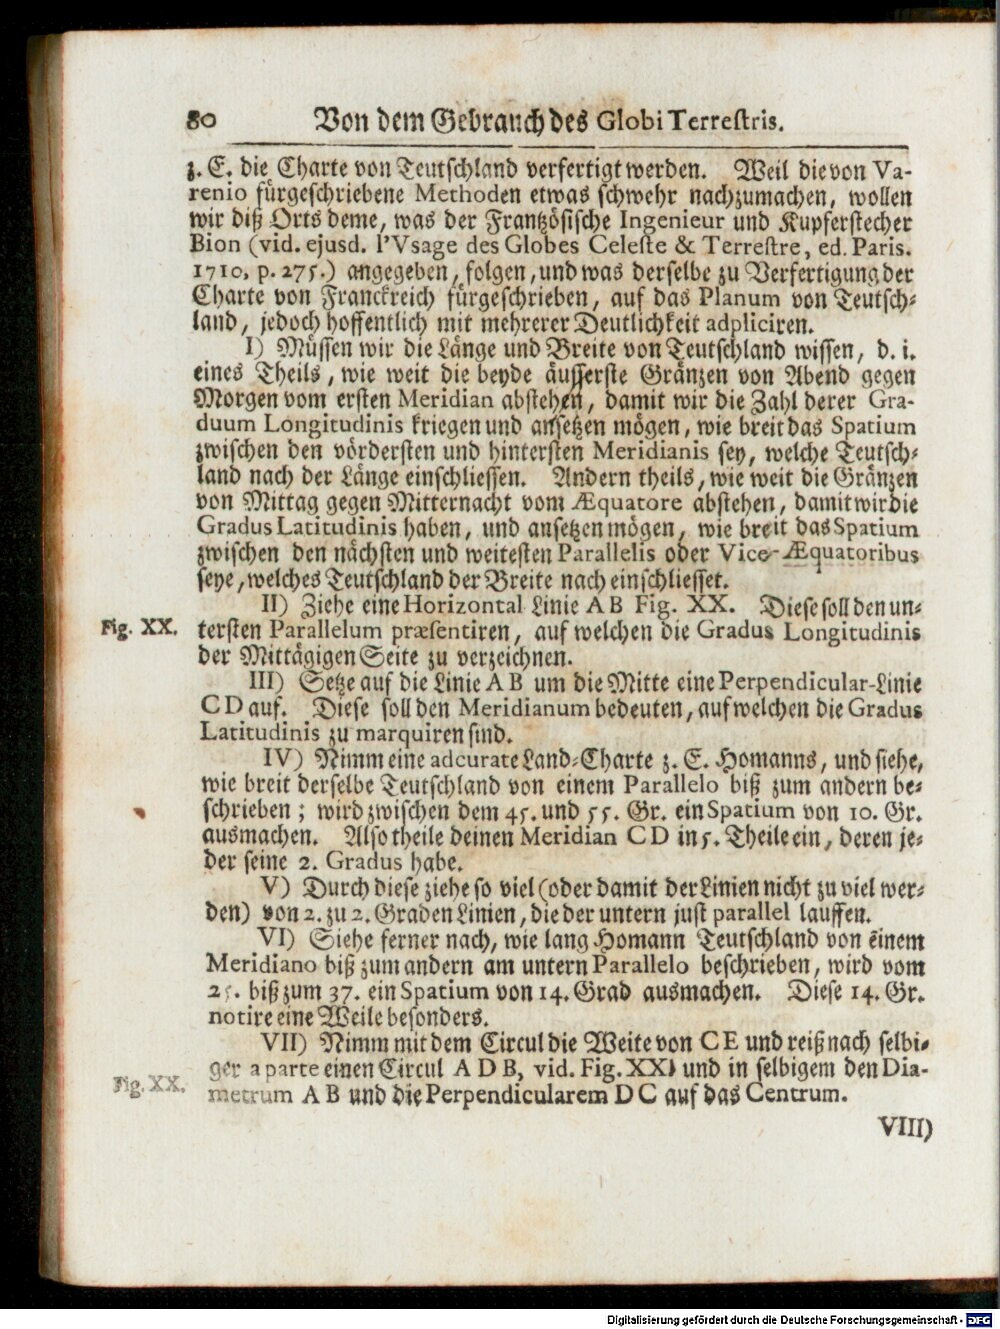 80 Von dem Gebrauch des Globi Terrestris.
z. E. die Charte von Teutschland verfertigt werden. Weil die von Va-
renio fürgeschriebene Methoden etwas schwehr nachzumachen, wollen
wir diß Orts deme, was der Frantzösische Ingenieur und Kupferstecher
Bion (vid. ejusd. l'Vsage des Globes Celeste & Terrestre, ed. Paris.
1710, p. 275.) angegeben, folgen, und was derselbe zu Verfertigung der
Charte von Franckreich fürgeschrieben, auf das Planum von Teutsch-
land, jedoch hoffentlich mit mehrerer Deutlichkeit adpliciren.
I) Müssen wir die Länge und Breite von Teutschland wissen, d. i.
eines Theils, wie weit die beyde äusserste Gränzen von Abend gegen
Morgen vom ersten Meridian abstehen, damit wir die Zahl derer Gra-
duum Longitudinis kriegen und ansetzen mögen, wie breit das Spatium
zwischen den vördersten und hintersten Meridianis sey, welche Teutsch-
land nach der Länge einschliessen. Andern theils, wie weit die Gränzen
von Mittag gegen Mitternacht vom Æquatore abstehen, damit wir die
Gradus Latitudinis haben, und ansetzen mögen, wie breit das Spatium
zwischen den nächsten und weitesten Parallelis oder Vice-Æquatoribus
seye, welches Teutschland der Breite nach einschliesset.
II) Ziehe eine Horizontal Linie A B Fig. XX. Diese soll den un-
Fig. XX. tersten Parallelum præsentiren, auf welchen die Gradus Longitudinis
der Mittägigen Seite zu verzeichnen.
III) Setze auf die Linie A B um die Mitte eine Perpendicular-Linie
C D auf. Diese soll den Meridianum bedeuten, auf welchen die Gradus
Latitudinis zu marquiren sind.
IV) Nimm eine adcurate Land-Charte z. E. Homanns, und siehe,
wie breit derselbe Teutschland von einem Parallelo biß zum andern be-
schrieben; wird zwischen dem 45. und 55. Gr. ein Spatium von 10. Gr.
ausmachen. Also theile deinen Meridian C D in 5. Theile ein, deren je-
der seine 2. Gradus habe.
V) Durch diese ziehe so viel (oder damit der Linien nicht zu viel wer-
den) von 2. zu 2. Graden Linien, die der untern just parallel lauffen.
VI) Siehe ferner nach, wie lang Homann Teutschland von einem
Meridiano biß zum andern am untern Parallelo beschrieben, wird vom
25. biß zum 37. ein Spatium von 14. Grad ausmachen. Diese 14. Gr.
notire eine Weile besonders.
VII) Nimm mit dem Circul die Weite von C E und reiß nach selbi-
ger a parte einen Circul A D B, vid. Fig. XXI und in selbigem den Dia-
Fig. XX. metrum A B und die Perpendicularem D C auf das Centrum.
VIII)
Digitalisierung gefördert durch die Deutsche Forschungsgemeinschaft - DFG